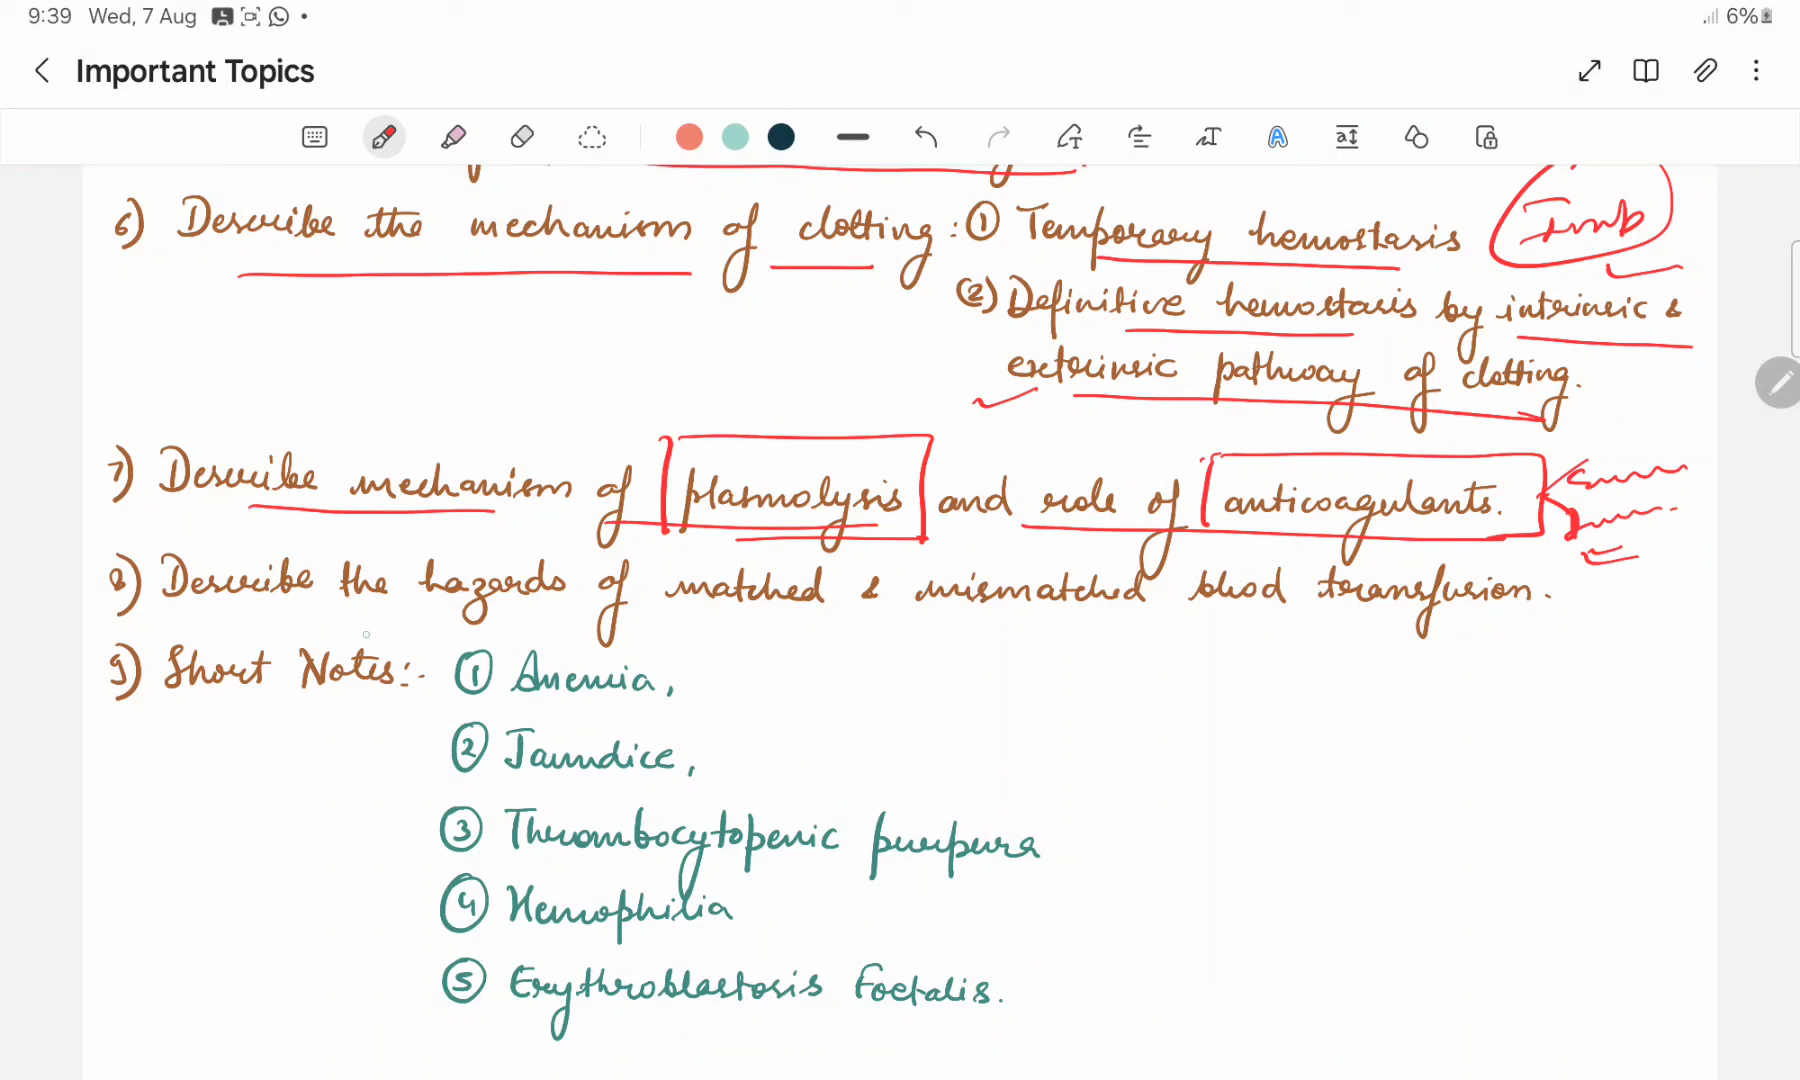 9:39 Wed, 7 Aug
6%
Important Topics
6) Describe the mechanism of clotting : ① Temporary hemostasis Imp
(2) Definitive hemostasis by intrinsic &
extrinsic pathway of clotting.
7) Describe mechanism of plasmolysis and role of anticoagulants.
8) Describe the hazards of matched & mismatched blood transfusion.
9) Short Notes:- ① Anemia,
② Jaundice,
③ Thrombocytopenic purpura
④ Hemophilia
⑤ Erythroblastosis Foetalis.